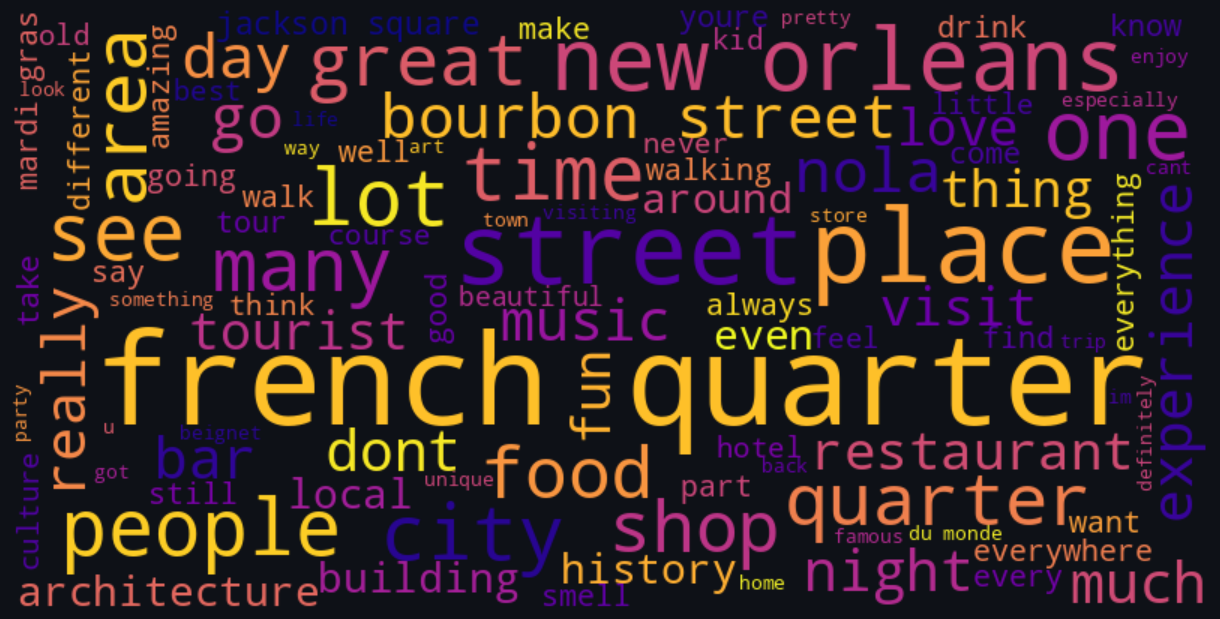 jackson square
make
youre
pretty
drink
know
old
mardi gras
look
different
area
amazing
day
great
new orleans
kid
enjoy
best
go
life
bourbon street
little
especially
love
one
way
well
art
never
come
cant
going
walk
lot
time
walking
nola
thing
everything
around
see
tour
course
town
visiting
street
store
place
experience
say
many
take
something
think
good
beautiful
always
visit
really
tourist
music
even
feel
find
trip
french quarter
fun
im
definitely
party
u
beignet
bar
dont
hotel
back
restaurant
culture
got
still
local
unique
food
part
quarter
want
people
city
shop
famous
du monde
everywhere
architecture
building
history
smell
home
night
every
much